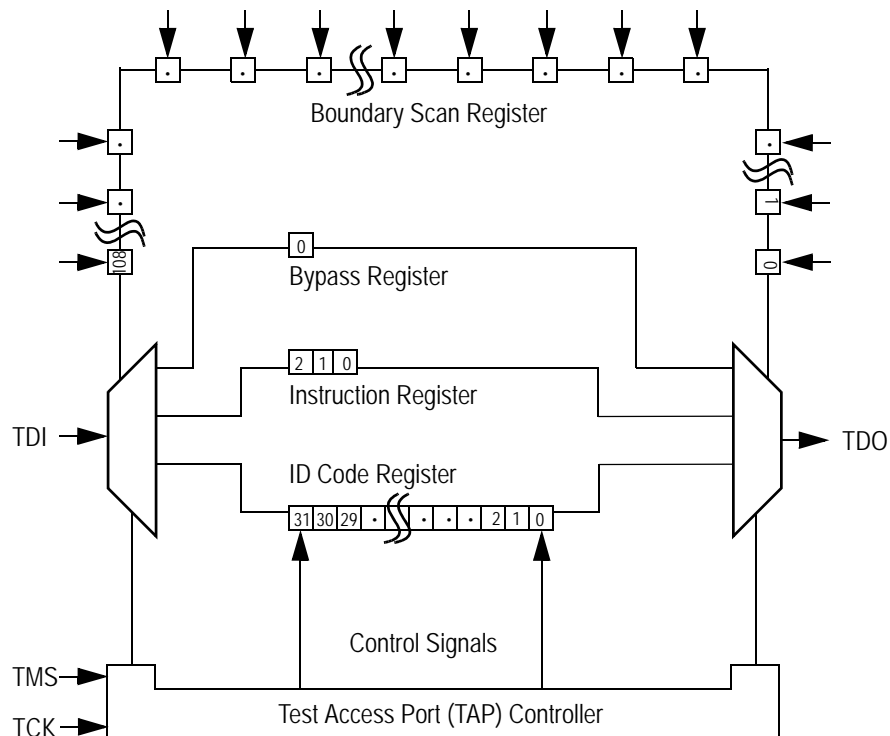 Boundary Scan Register
1
108
0
0
Bypass Register
2 1 0
Instruction Register
TDI
TDO
ID Code Register
31 30 29 . . . . . 2 1 0
Control Signals
TMS
Test Access Port (TAP) Controller
TCK